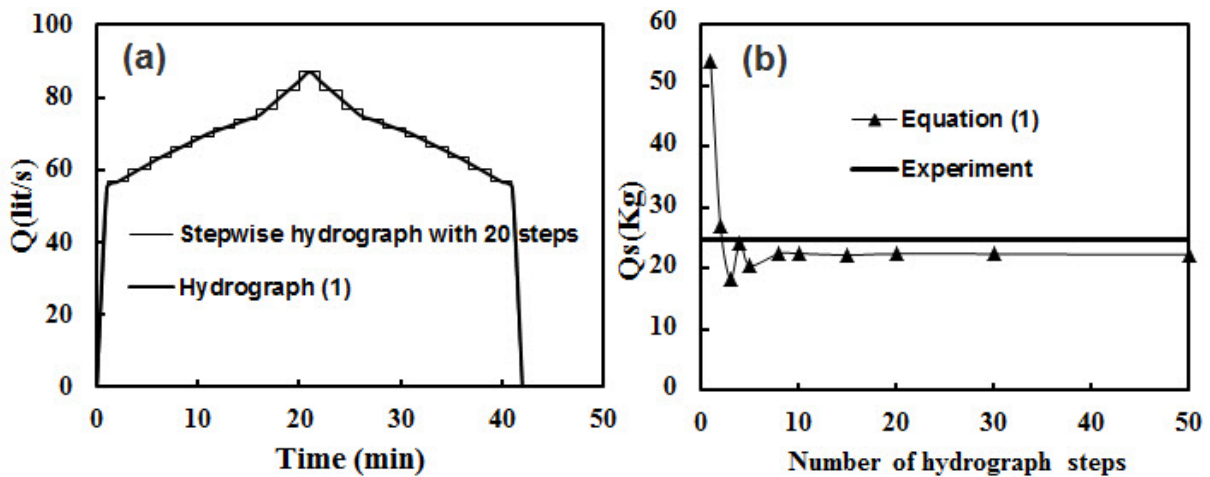 (a)
Q(lit/s)
100
80
60
40
20
0
Stepwise hydrograph with 20 steps
Hydrograph (1)
0 10 20 30 40 50
Time (min)
(b)
Qs(Kg)
60
50
40
30
20
10
0
Equation (1)
Experiment
0 10 20 30 40 50
Number of hydrograph steps